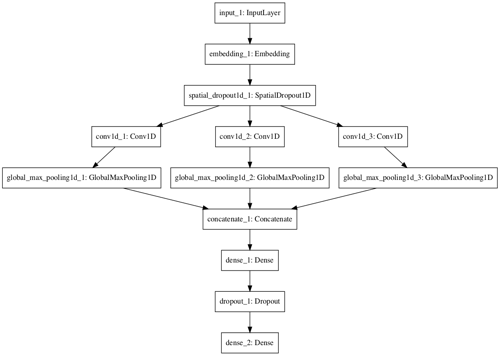 input_1: InputLayer
embedding_1: Embedding
spatial_dropout1d_1: SpatialDropout1D
conv1d_1: Conv1D
conv1d_2: Conv1D
conv1d_3: Conv1D
global_max_pooling1d_1: GlobalMaxPooling1D
global_max_pooling1d_2: GlobalMaxPooling1D
global_max_pooling1d_3: GlobalMaxPooling1D
concatenate_1: Concatenate
dense_1: Dense
dropout_1: Dropout
dense_2: Dense